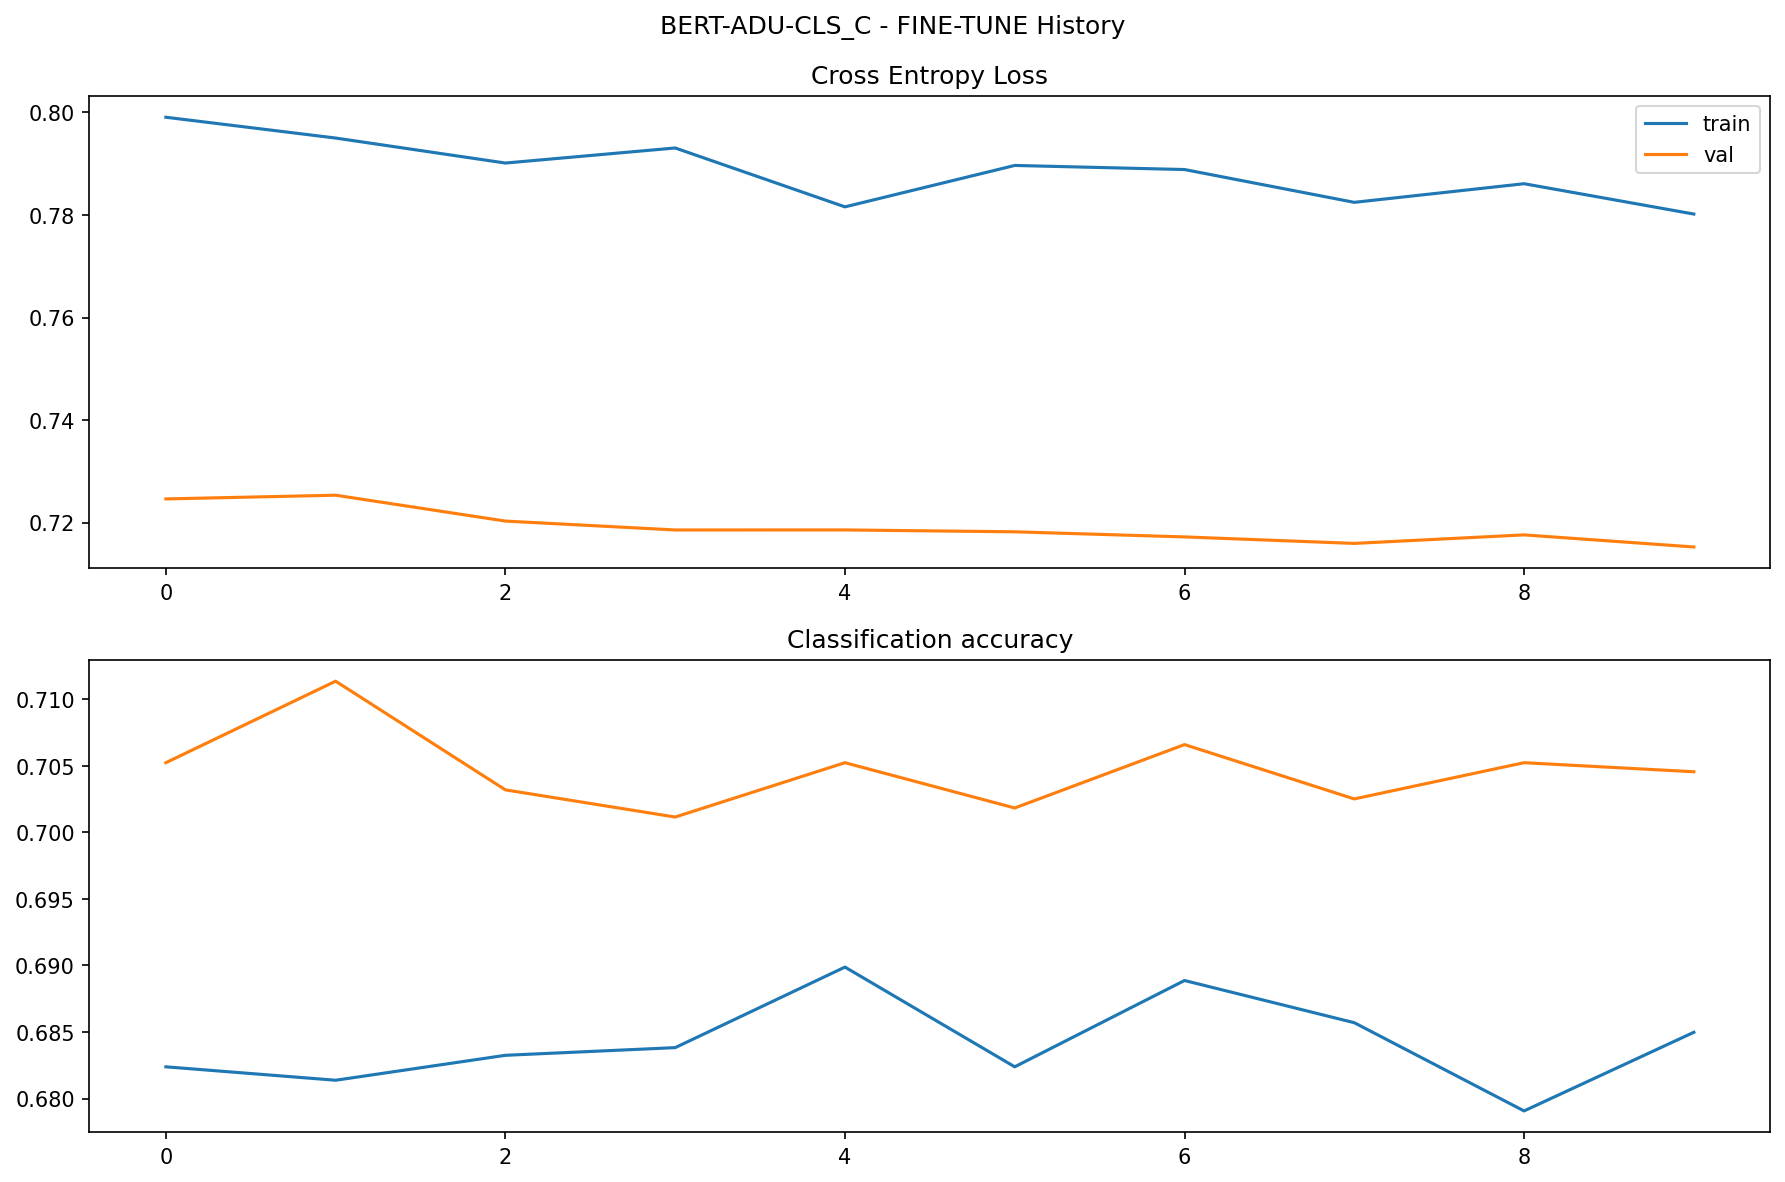 BERT-ADU-CLS_C - FINE-TUNE History
Cross Entropy Loss
0.80
0.78
0.76
0.74
0.72
train
val
0 2 4 6 8
Classification accuracy
0.710
0.705
0.700
0.695
0.690
0.685
0.680
0 2 4 6 8